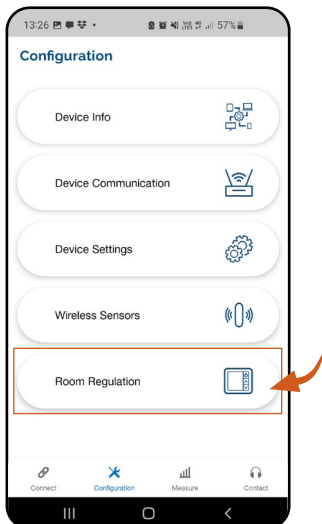 13:26
57%
Configuration
Device Info
Device Communication
Device Settings
Wireless Sensors
Room Regulation
Connect Configuration Measure Contact